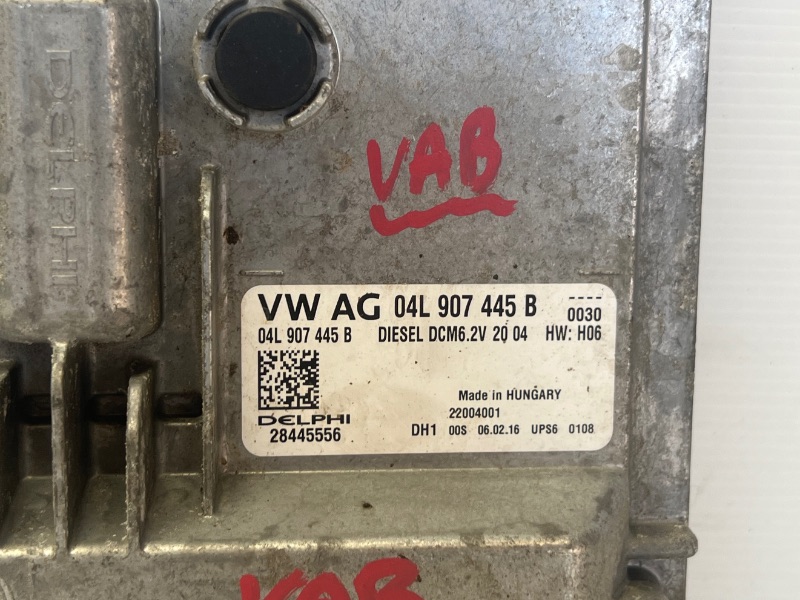 DELPHI
VAB
VW AG 04L 907 445 B ----
0030
04L 907 445 B DIESEL DCM6.2V 20 04 HW: H06
Made in HUNGARY
22004001
DELPHI
28445556 DH1 00S 06.02.16 UPS6 0108